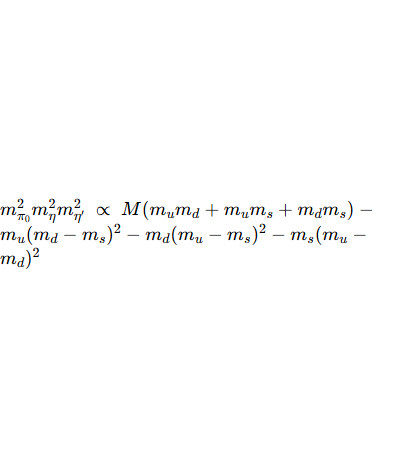 $m_{\pi_0}^2 m_{\eta}^2 m_{\eta'}^2 \propto M(m_u m_d + m_u m_s + m_d m_s) -$
$m_u(m_d - m_s)^2 - m_d(m_u - m_s)^2 - m_s(m_u -$
$m_d)^2$